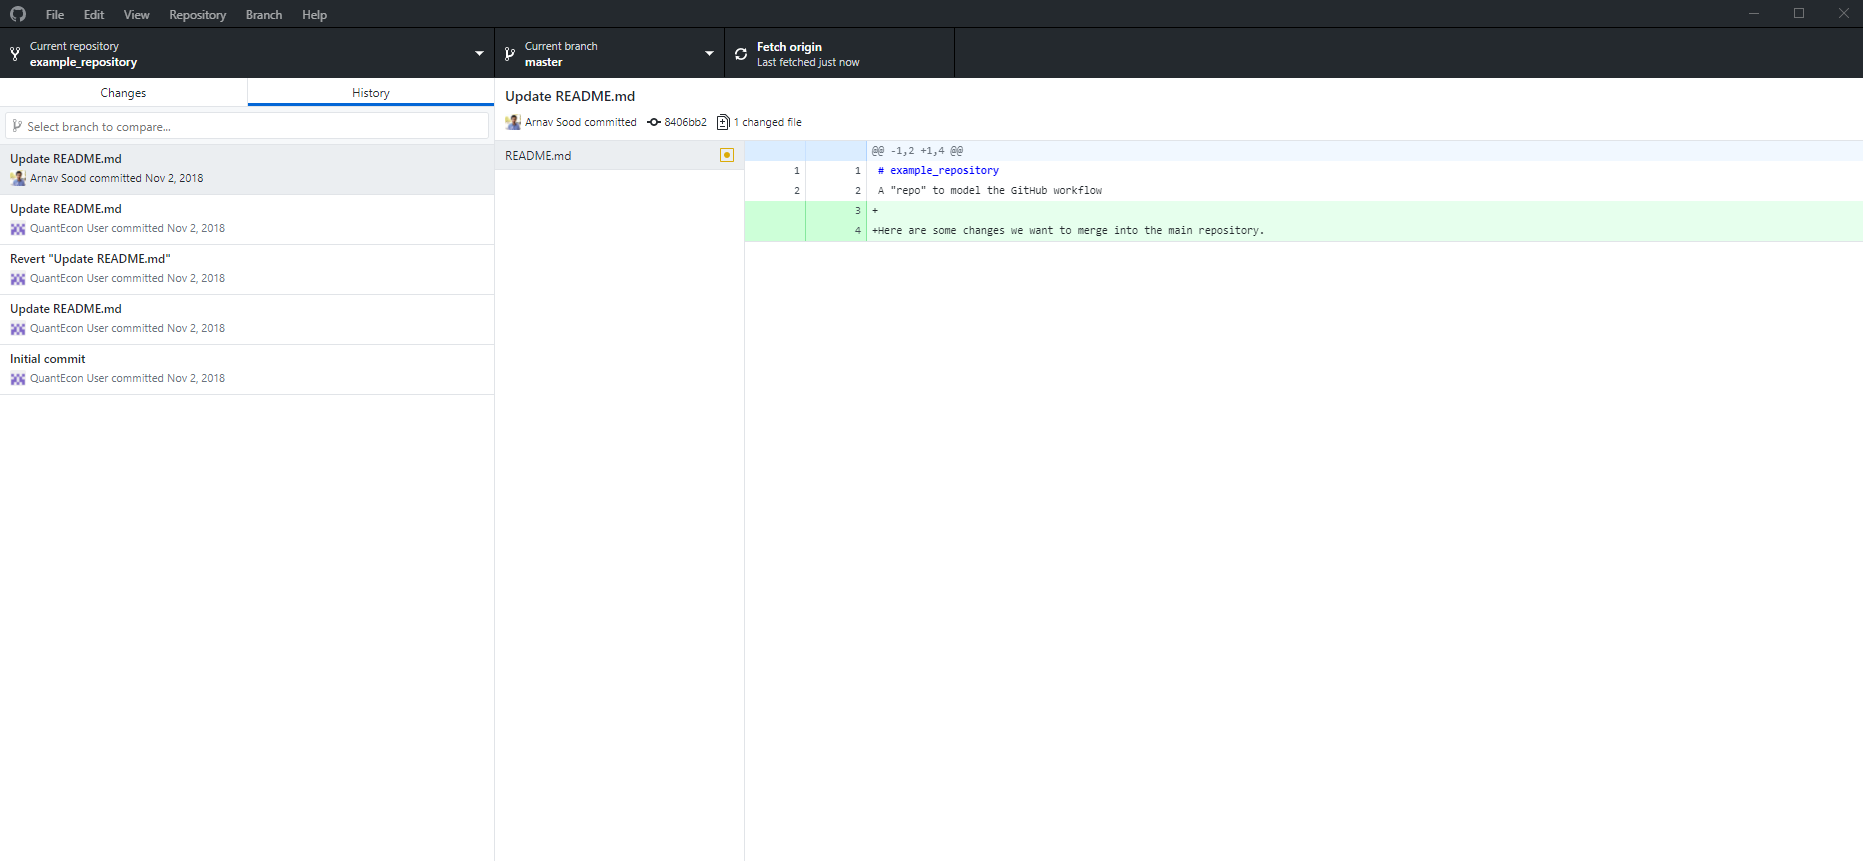 File Edit View Repository Branch Help
Current repository
example_repository
Current branch
master
Fetch origin
Last fetched just now
Changes
History
Select branch to compare...
Update README.md
Arnav Sood committed Nov 2, 2018
Update README.md
QuantEcon User committed Nov 2, 2018
Revert "Update README.md"
QuantEcon User committed Nov 2, 2018
Update README.md
QuantEcon User committed Nov 2, 2018
Initial commit
QuantEcon User committed Nov 2, 2018
Update README.md
Arnav Sood committed 8406bb2 1 changed file
README.md
@@ -1,2 +1,4 @@
1 1 # example_repository
2 2 A "repo" to model the GitHub workflow
3 +
4 +Here are some changes we want to merge into the main repository.